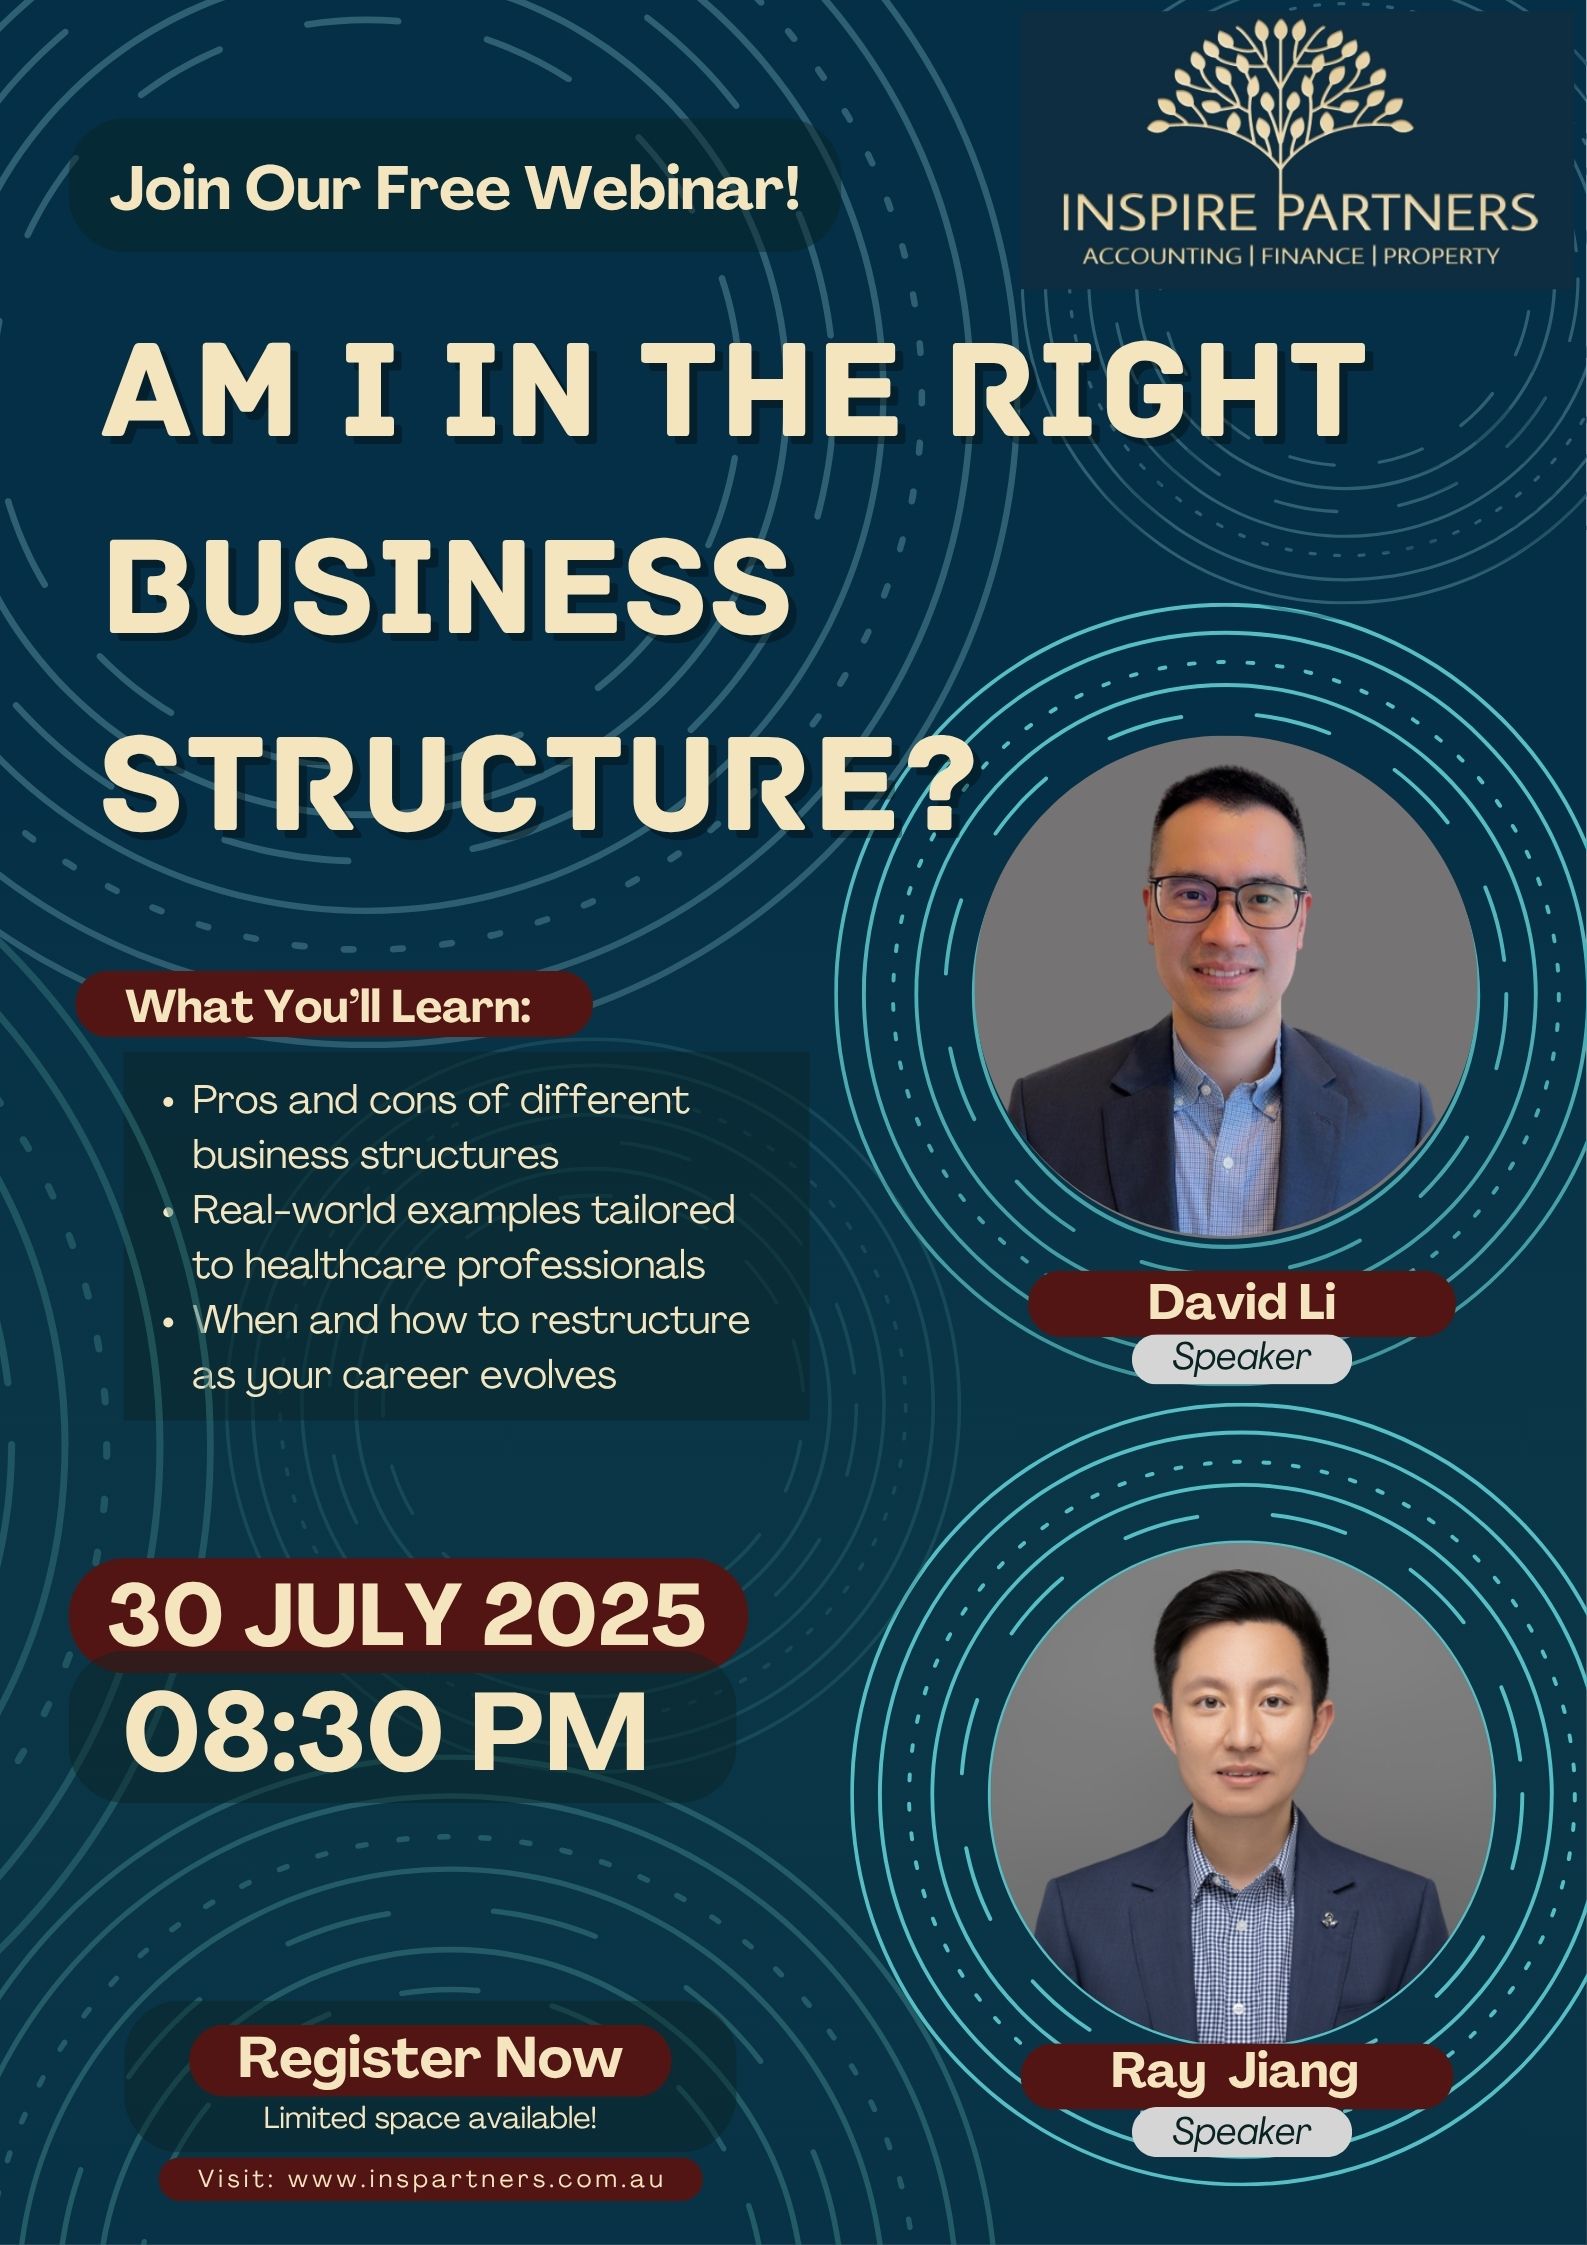 Join Our Free Webinar!
INSPIRE PARTNERS
ACCOUNTING | FINANCE | PROPERTY
AM I IN THE RIGHT
BUSINESS
STRUCTURE?
What You’ll Learn:
• Pros and cons of different
business structures
• Real-world examples tailored
to healthcare professionals
• When and how to restructure
as your career evolves
David Li
Speaker
30 JULY 2025
08:30 PM
Ray Jiang
Speaker
Register Now
Limited space available!
Visit: www.inspartners.com.au